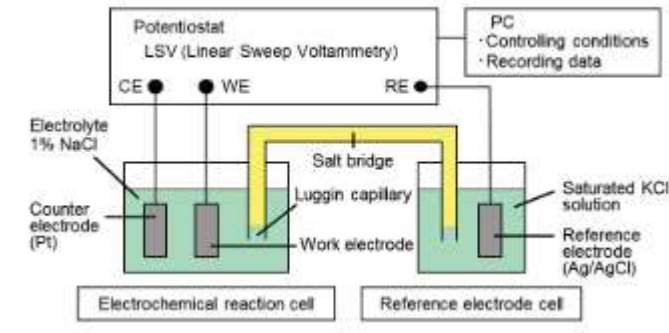 Potentiostat
LSV (Linear Sweep Voltammetry)
CE
WE
RE
PC
·Controlling conditions
·Recording data
Electrolyte
1% NaCl
Salt bridge
Luggin capillary
Counter
electrode
(Pt)
Work electrode
Saturated KCl
solution
Reference
electrode
(Ag/AgCl)
Electrochemical reaction cell
Reference electrode cell